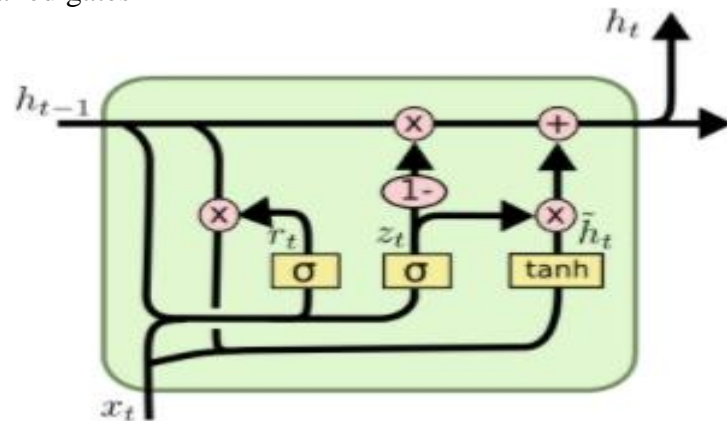 h_{t-1}
h_t
×
+
1-
×
r_t
z_t
×
h̃_t
σ
σ
tanh
x_t